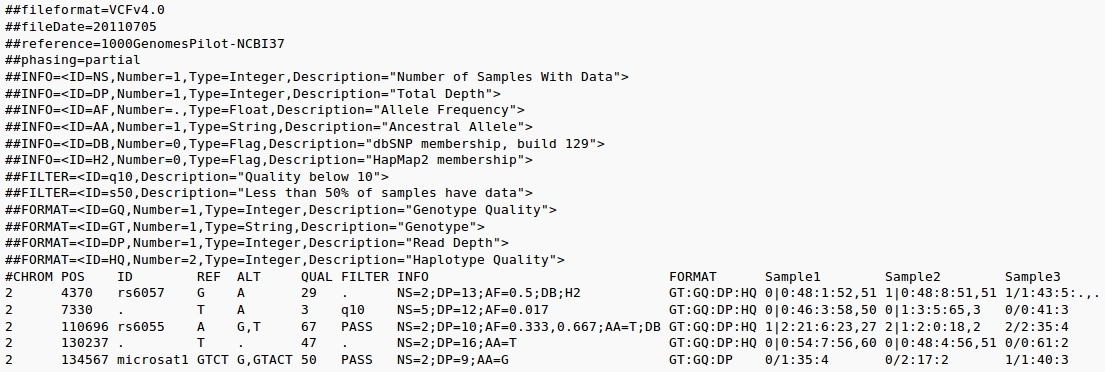 ##fileformat=VCFv4.0
##fileDate=20110705
##reference=1000GenomesPilot-NCBI37
##phasing=partial
##INFO=<ID=NS,Number=1,Type=Integer,Description="Number of Samples With Data">
##INFO=<ID=DP,Number=1,Type=Integer,Description="Total Depth">
##INFO=<ID=AF,Number=.,Type=Float,Description="Allele Frequency">
##INFO=<ID=AA,Number=1,Type=String,Description="Ancestral Allele">
##INFO=<ID=DB,Number=0,Type=Flag,Description="dbSNP membership, build 129">
##INFO=<ID=H2,Number=0,Type=Flag,Description="HapMap2 membership">
##FILTER=<ID=q10,Description="Quality below 10">
##FILTER=<ID=s50,Description="Less than 50% of samples have data">
##FORMAT=<ID=GQ,Number=1,Type=Integer,Description="Genotype Quality">
##FORMAT=<ID=GT,Number=1,Type=String,Description="Genotype">
##FORMAT=<ID=DP,Number=1,Type=Integer,Description="Read Depth">
##FORMAT=<ID=HQ,Number=2,Type=Integer,Description="Haplotype Quality">
#CHROM POS    ID        REF  ALT     QUAL FILTER INFO                              FORMAT      Sample1        Sample2        Sample3
2      4370   rs6057    G    A       29   .      NS=2;DP=13;AF=0.5;DB;H2           GT:GQ:DP:HQ 0|0:48:1:52,51 1|0:48:8:51,51 1/1:43:5:.,.
2      7330   .         T    A       3    q10    NS=5;DP=12;AF=0.017               GT:GQ:DP:HQ 0|0:46:3:58,50 0|1:3:5:65,3   0/0:41:3
2      110696 rs6055    A    G,T     67   PASS   NS=2;DP=10;AF=0.333,0.667;AA=T;DB GT:GQ:DP:HQ 1|2:21:6:23,27 2|1:2:0:18,2   2/2:35:4
2      130237 .         T    .       47   .      NS=2;DP=16;AA=T                   GT:GQ:DP:HQ 0|0:54:7:56,60 0|0:48:4:56,51 0/0:61:2
2      134567 microsat1 GTCT G,GTACT 50   PASS   NS=2;DP=9;AA=G                    GT:GQ:DP    0/1:35:4       0/2:17:2       1/1:40:3